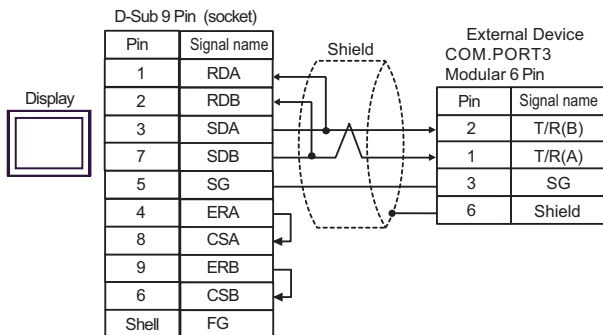 D-Sub 9 Pin (socket)
Pin Signal name
1 RDA
2 RDB
3 SDA
7 SDB
5 SG
4 ERA
8 CSA
9 ERB
6 CSB
Shell FG
Display
Shield
External Device
COM.PORT3
Modular 6 Pin
Pin Signal name
2 T/R(B)
1 T/R(A)
3 SG
6 Shield